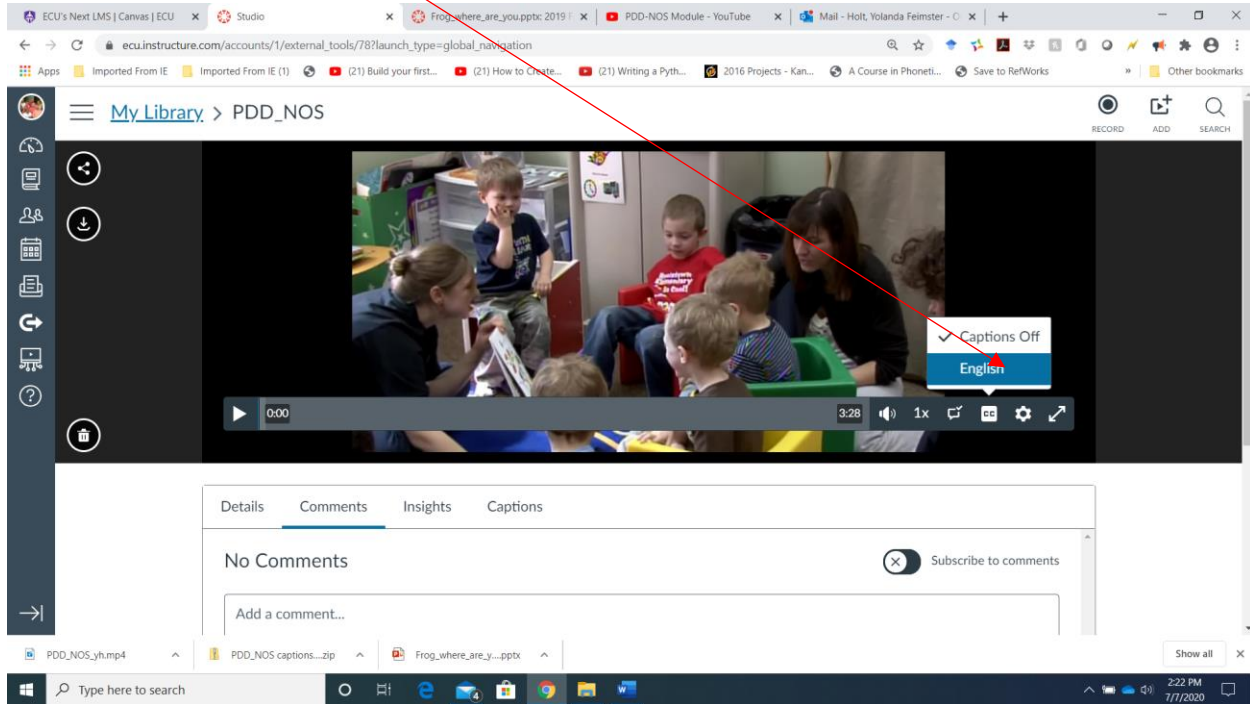 ECU's Next LMS | Canvas | ECU
Studio
Frog_where_are_you.pptx: 2019 F
PDD-NOS Module - YouTube
Mail - Holt, Yolanda Feimster - O
ecu.instructure.com/accounts/1/external_tools/78?launch_type=global_navigation
Apps
Imported From IE
Imported From IE (1)
(21) Build your first...
(21) How to Create...
(21) Writing a Pyth...
2016 Projects - Kan...
A Course in Phoneti...
Save to RefWorks
»
Other bookmarks
My Library > PDD_NOS
RECORD
ADD
SEARCH
Captions Off
English
0:00
3:28
1x
CC
Details
Comments
Insights
Captions
No Comments
Subscribe to comments
Add a comment...
PDD_NOS_yh.mp4
PDD_NOS captions....zip
Frog_where_are_y....pptx
Show all
Type here to search
4
2:22 PM
7/7/2020